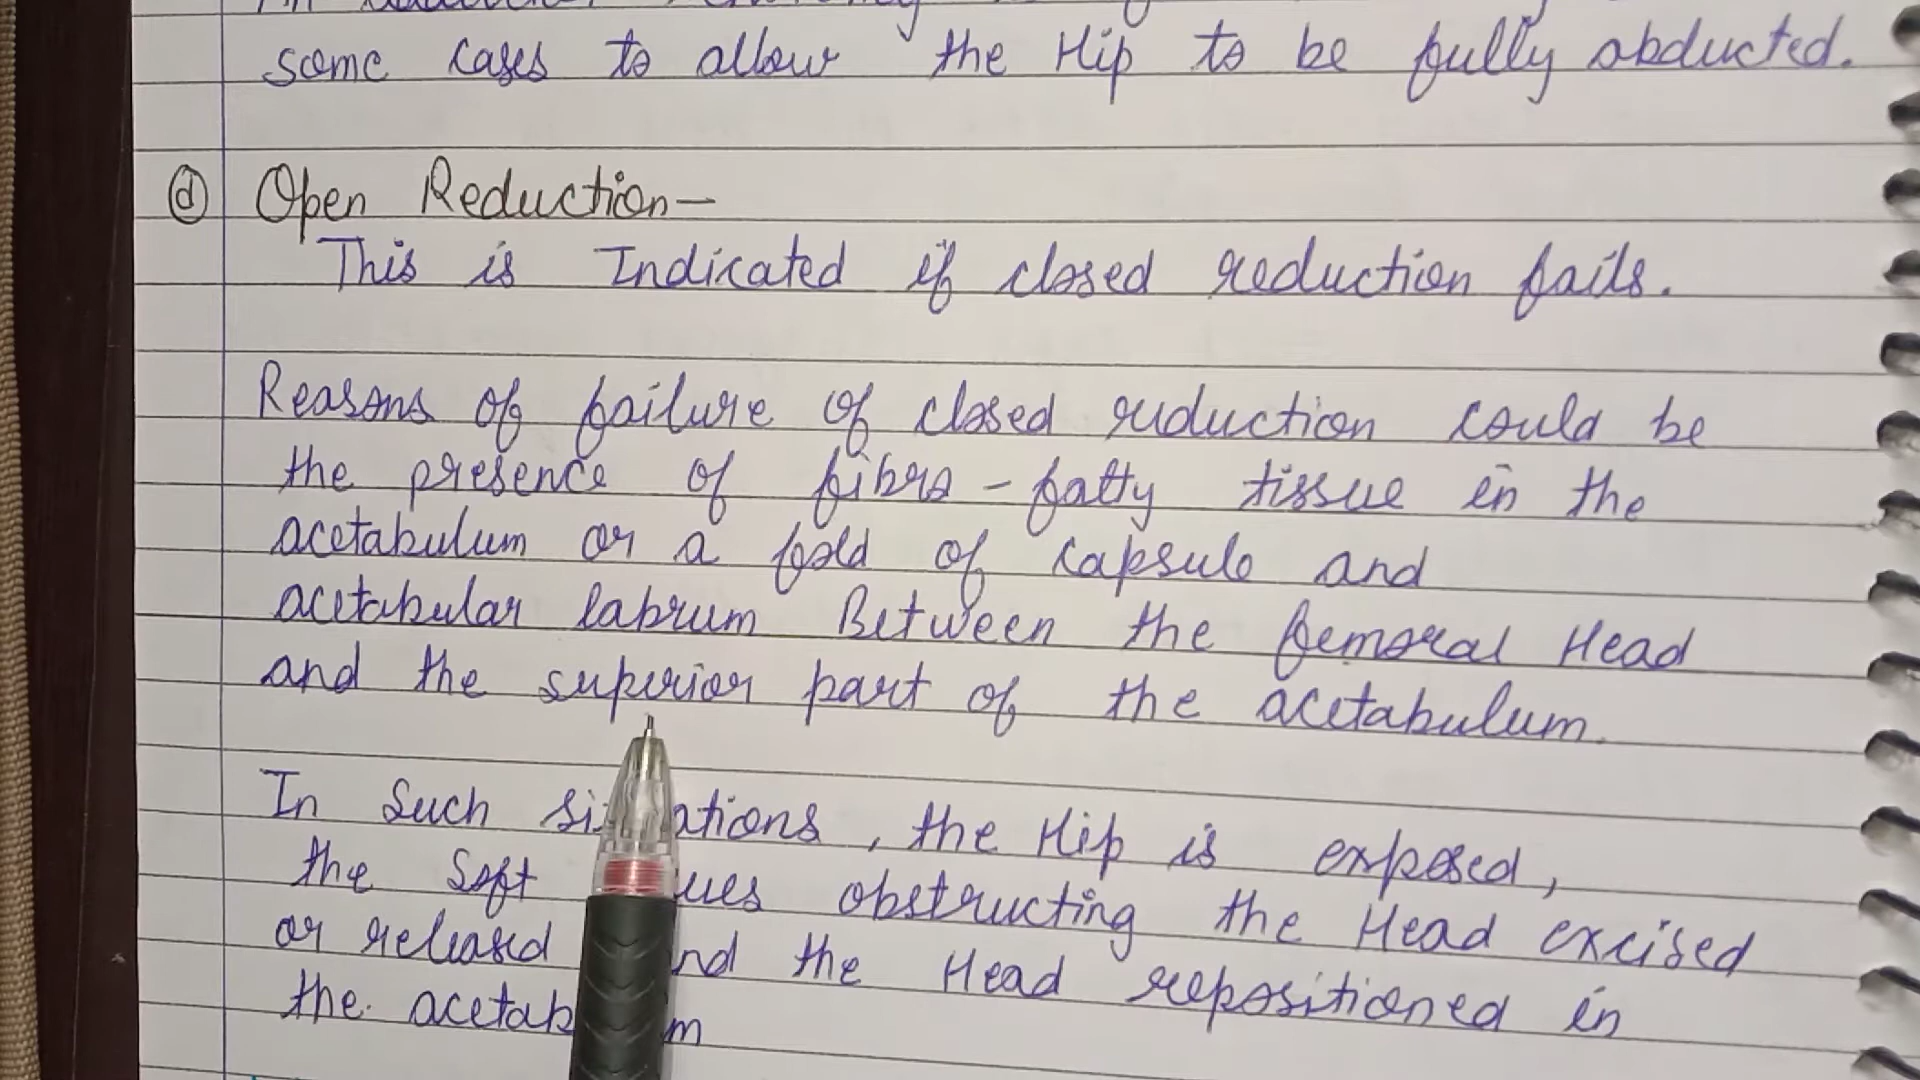 some cases to allow the Hip to be fully abducted.
d Open Reduction-
This is Indicated if closed reduction fails.
Reasons of failure of closed reduction could be
the presence of fibro-fatty tissue in the
acetabulum or a fold of capsule and
acetabular labrum Between the femoral Head
and the superior part of the acetabulum.
In Such the Hip is exposed,
the Soft obstructing the Head excised
or released the Head repositioned in
the